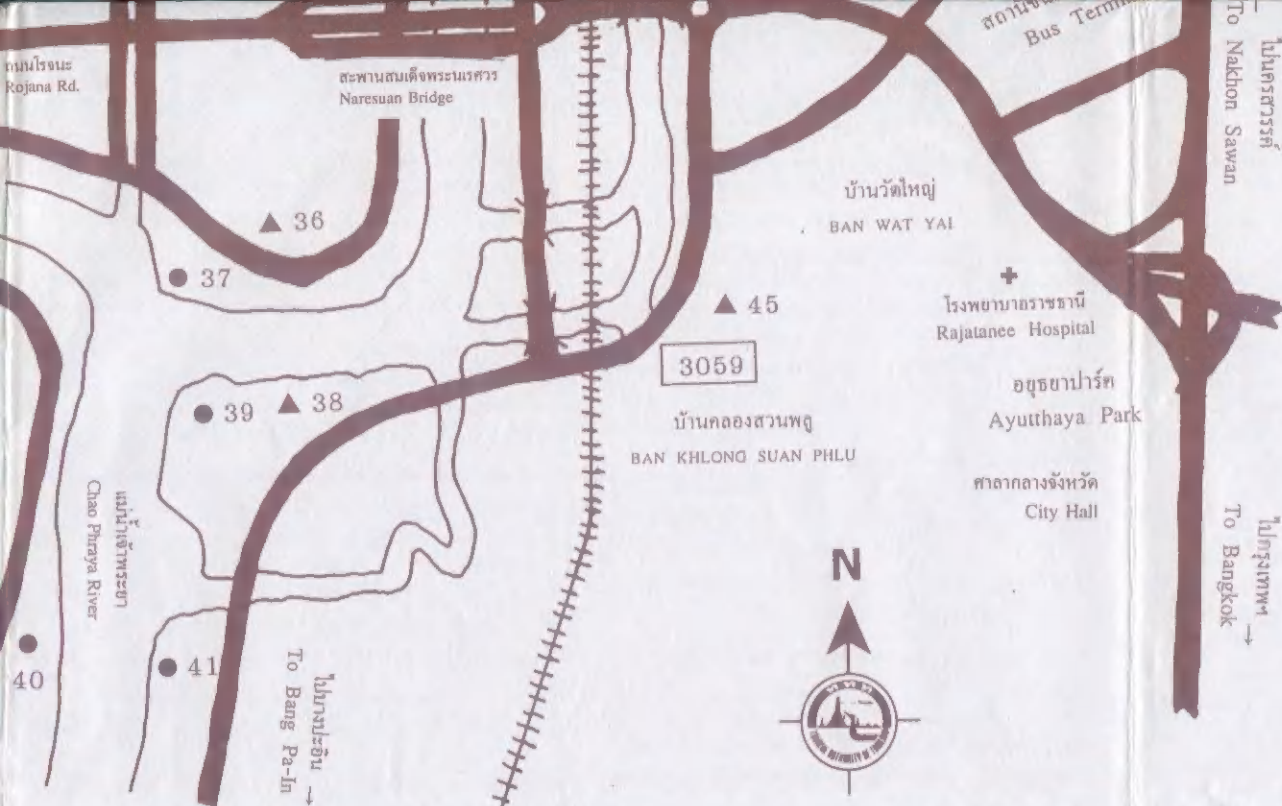 ถนนโรจนะ
Rojana Rd.
สะพานสมเด็จพระนเรศวร
Naresuan Bridge
Bus
ไปนครสวรรค์
To Nakhon Sawan
36
37
บ้านวัดใหญ่
BAN WAT YAI
45
โรงพยาบาลราชธานี
Rajatanee Hospital
3059
39
38
อยุธยาปาร์ค
Ayutthaya Park
บ้านคลองสวนพลู
BAN KHLONG SUAN PHLU
ศาลากลางจังหวัด
City Hall
แม่น้ำเจ้าพระยา
Chao Phraya River
ไปกรุงเทพฯ
To Bangkok →
N
40
41
ไปบางปะอิน
To Bang Pa-In →